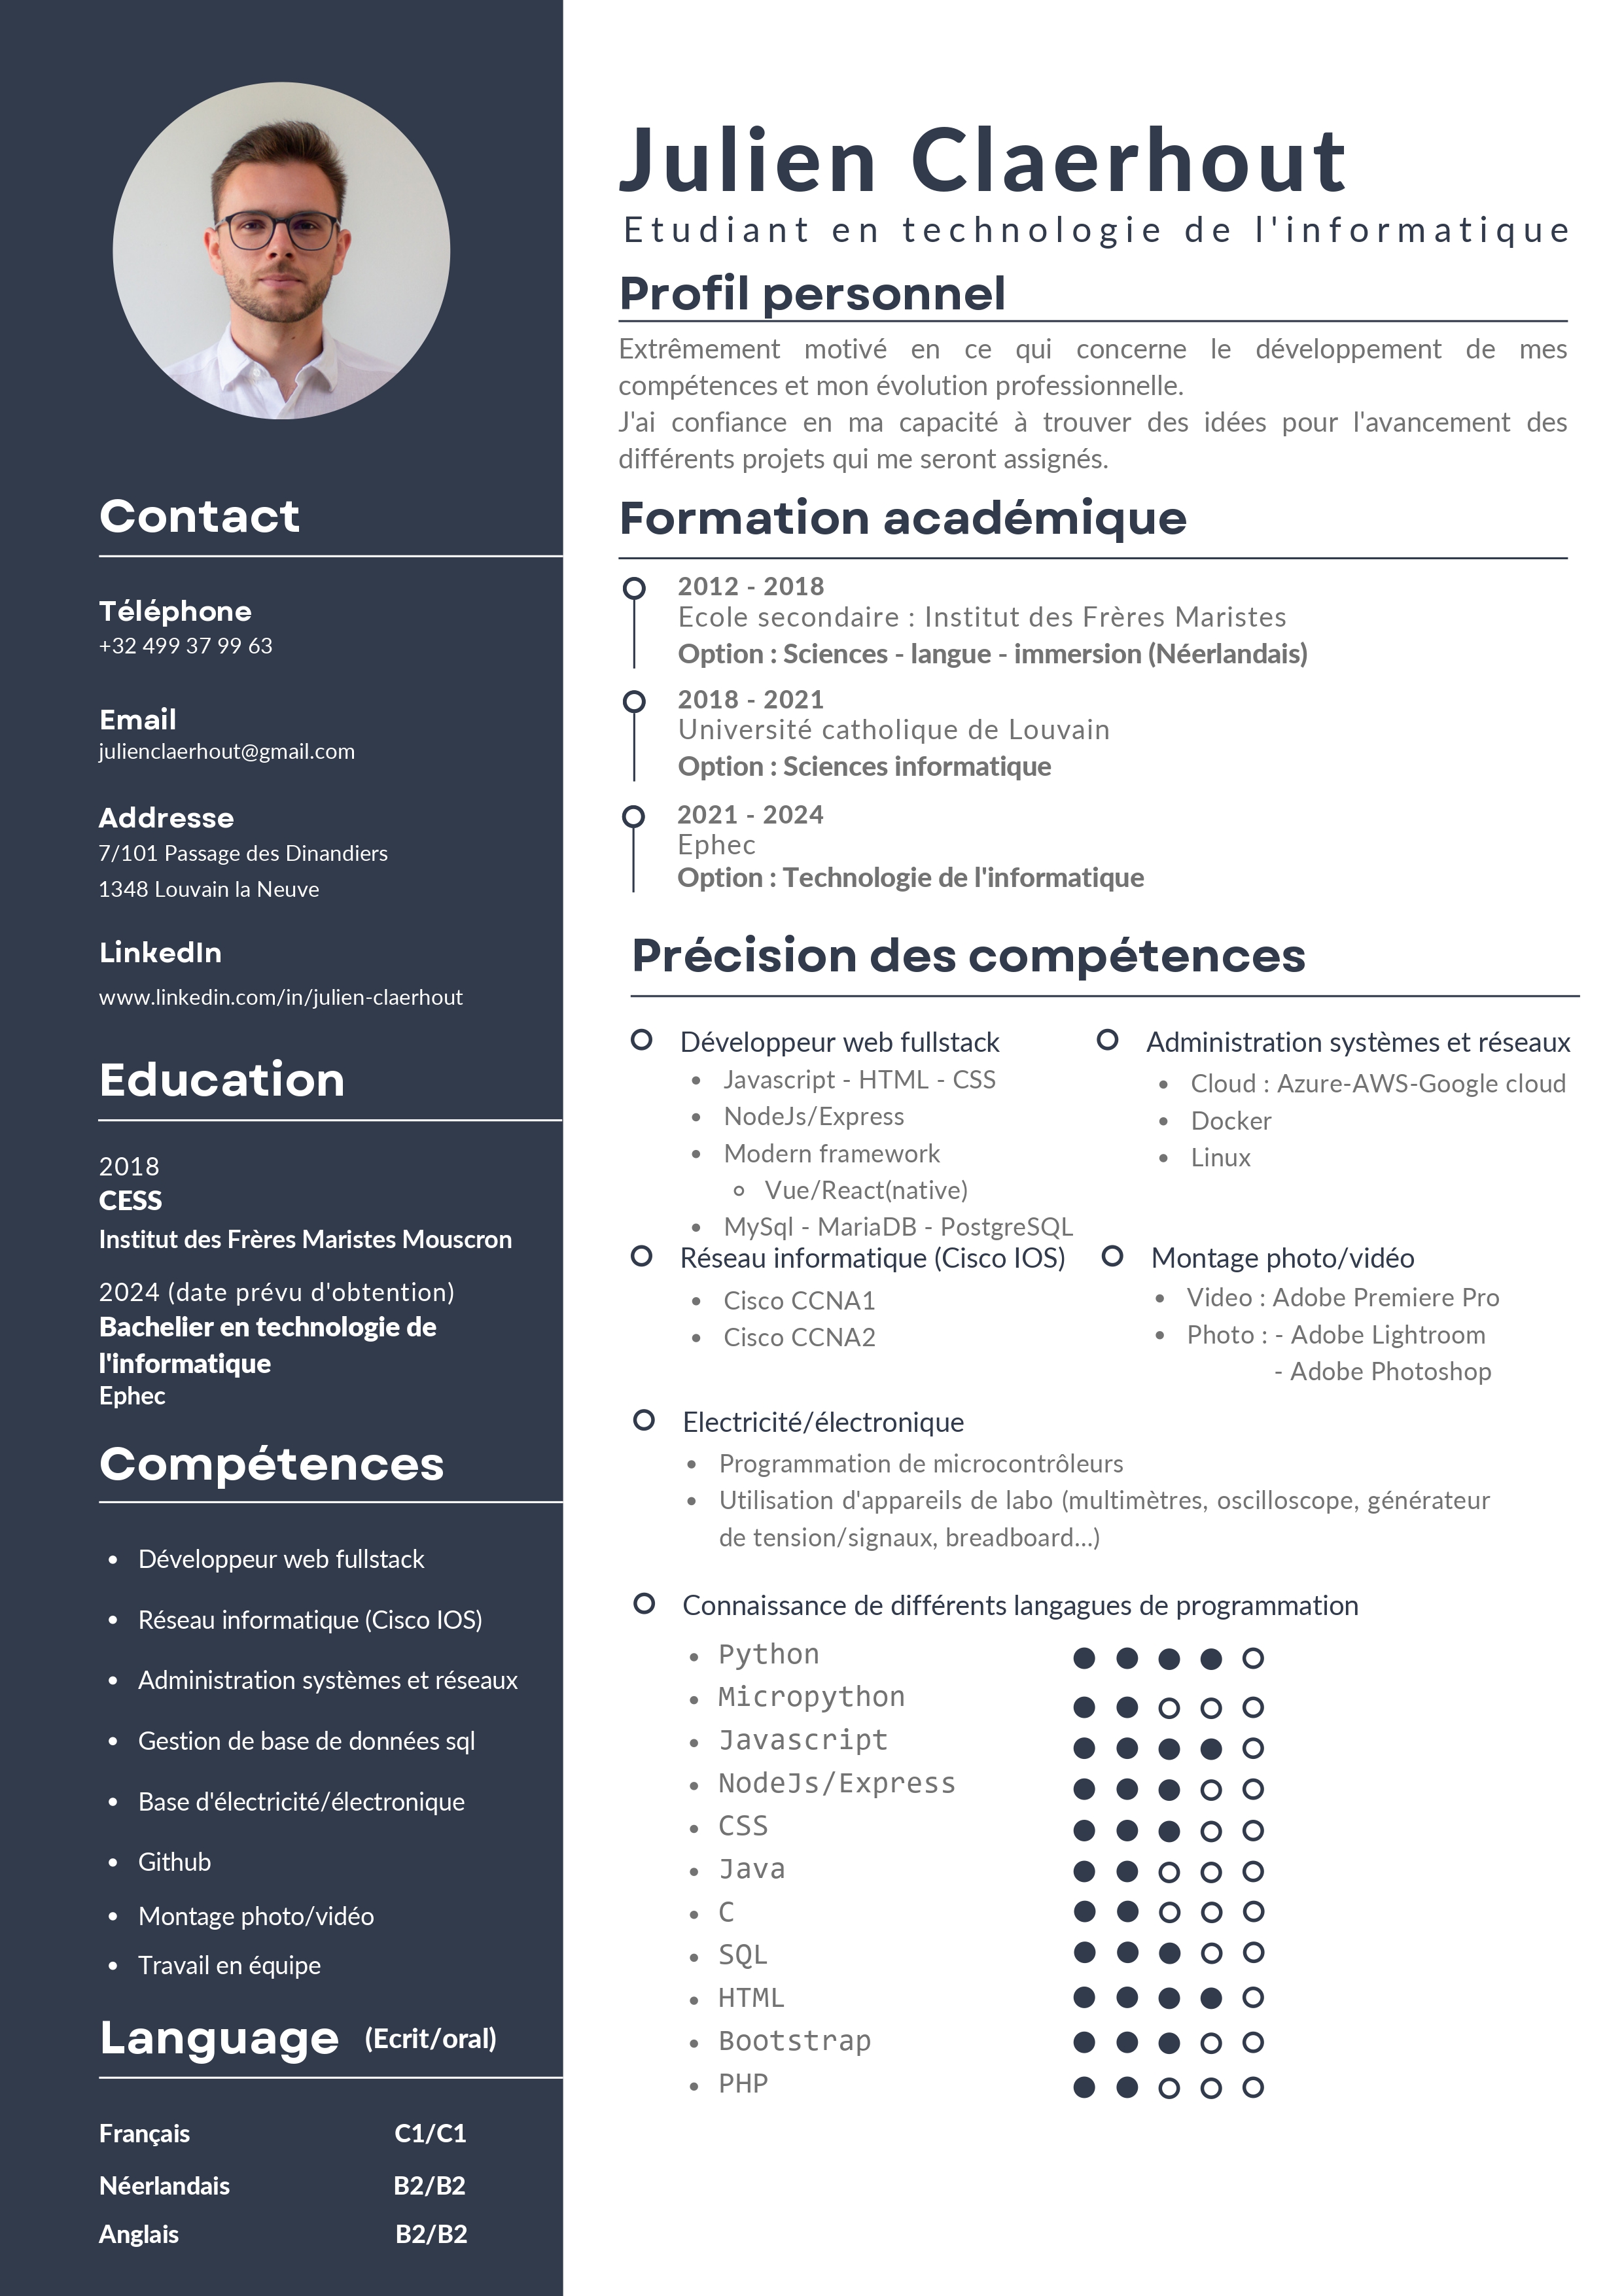 Contact
Téléphone
+32 499 37 99 63
Email
julienclaerhout@gmail.com
Addresse
7/101 Passage des Dinandiers
1348 Louvain la Neuve
LinkedIn
www.linkedin.com/in/julien-claerhout
Education
2018
CESS
Institut des Frères Maristes Mouscron
2024 (date prévu d'obtention)
Bachelier en technologie de
l'informatique
Ephec
Compétences
• Développeur web fullstack
• Réseau informatique (Cisco IOS)
• Administration systèmes et réseaux
• Gestion de base de données sql
• Base d'électricité/électronique
• Github
• Montage photo/vidéo
• Travail en équipe
Language (Ecrit/oral)
Français C1/C1
Néerlandais B2/B2
Anglais B2/B2
Julien Claerhout
Etudiant en technologie de l'informatique
Profil personnel
Extrêmement motivé en ce qui concerne le développement de mes
compétences et mon évolution professionnelle.
J'ai confiance en ma capacité à trouver des idées pour l'avancement des
différents projets qui me seront assignés.
Formation académique
2012 - 2018
Ecole secondaire : Institut des Frères Maristes
Option : Sciences - langue - immersion (Néerlandais)
2018 - 2021
Université catholique de Louvain
Option : Sciences informatique
2021 - 2024
Ephec
Option : Technologie de l'informatique
Précision des compétences
Développeur web fullstack
• Javascript - HTML - CSS
• NodeJs/Express
• Modern framework
◦ Vue/React(native)
• MySql - MariaDB - PostgreSQL
Administration systèmes et réseaux
• Cloud : Azure-AWS-Google cloud
• Docker
• Linux
Réseau informatique (Cisco IOS)
• Cisco CCNA1
• Cisco CCNA2
Montage photo/vidéo
• Video : Adobe Premiere Pro
• Photo : - Adobe Lightroom
- Adobe Photoshop
Electricité/électronique
• Programmation de microcontrôleurs
• Utilisation d'appareils de labo (multimètres, oscilloscope, générateur
de tension/signaux, breadboard...)
Connaissance de différents langagues de programmation
• Python
• Micropython
• Javascript
• NodeJs/Express
• CSS
• Java
• C
• SQL
• HTML
• Bootstrap
• PHP